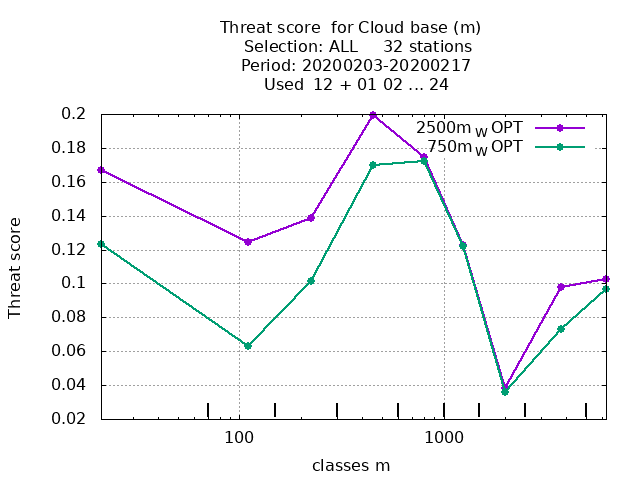 Threat score  for Cloud base (m)
Selection: ALL     32 stations
Period: 20200203-20200217
Used  12 + 01 02 ... 24
2500m W OPT
750m W OPT
0.2
0.18
0.16
0.14
0.12
0.1
0.08
0.06
0.04
0.02
Threat score
100 1000
classes m